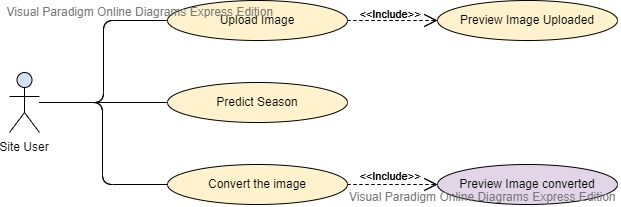 Visual Paradigm Online Diagrams Express Edition
Upload Image
<<Include>>
Preview Image Uploaded
Predict Season
Site User
Convert the image
<<Include>>
Preview Image converted
Visual Paradigm Online Diagrams Express Edition